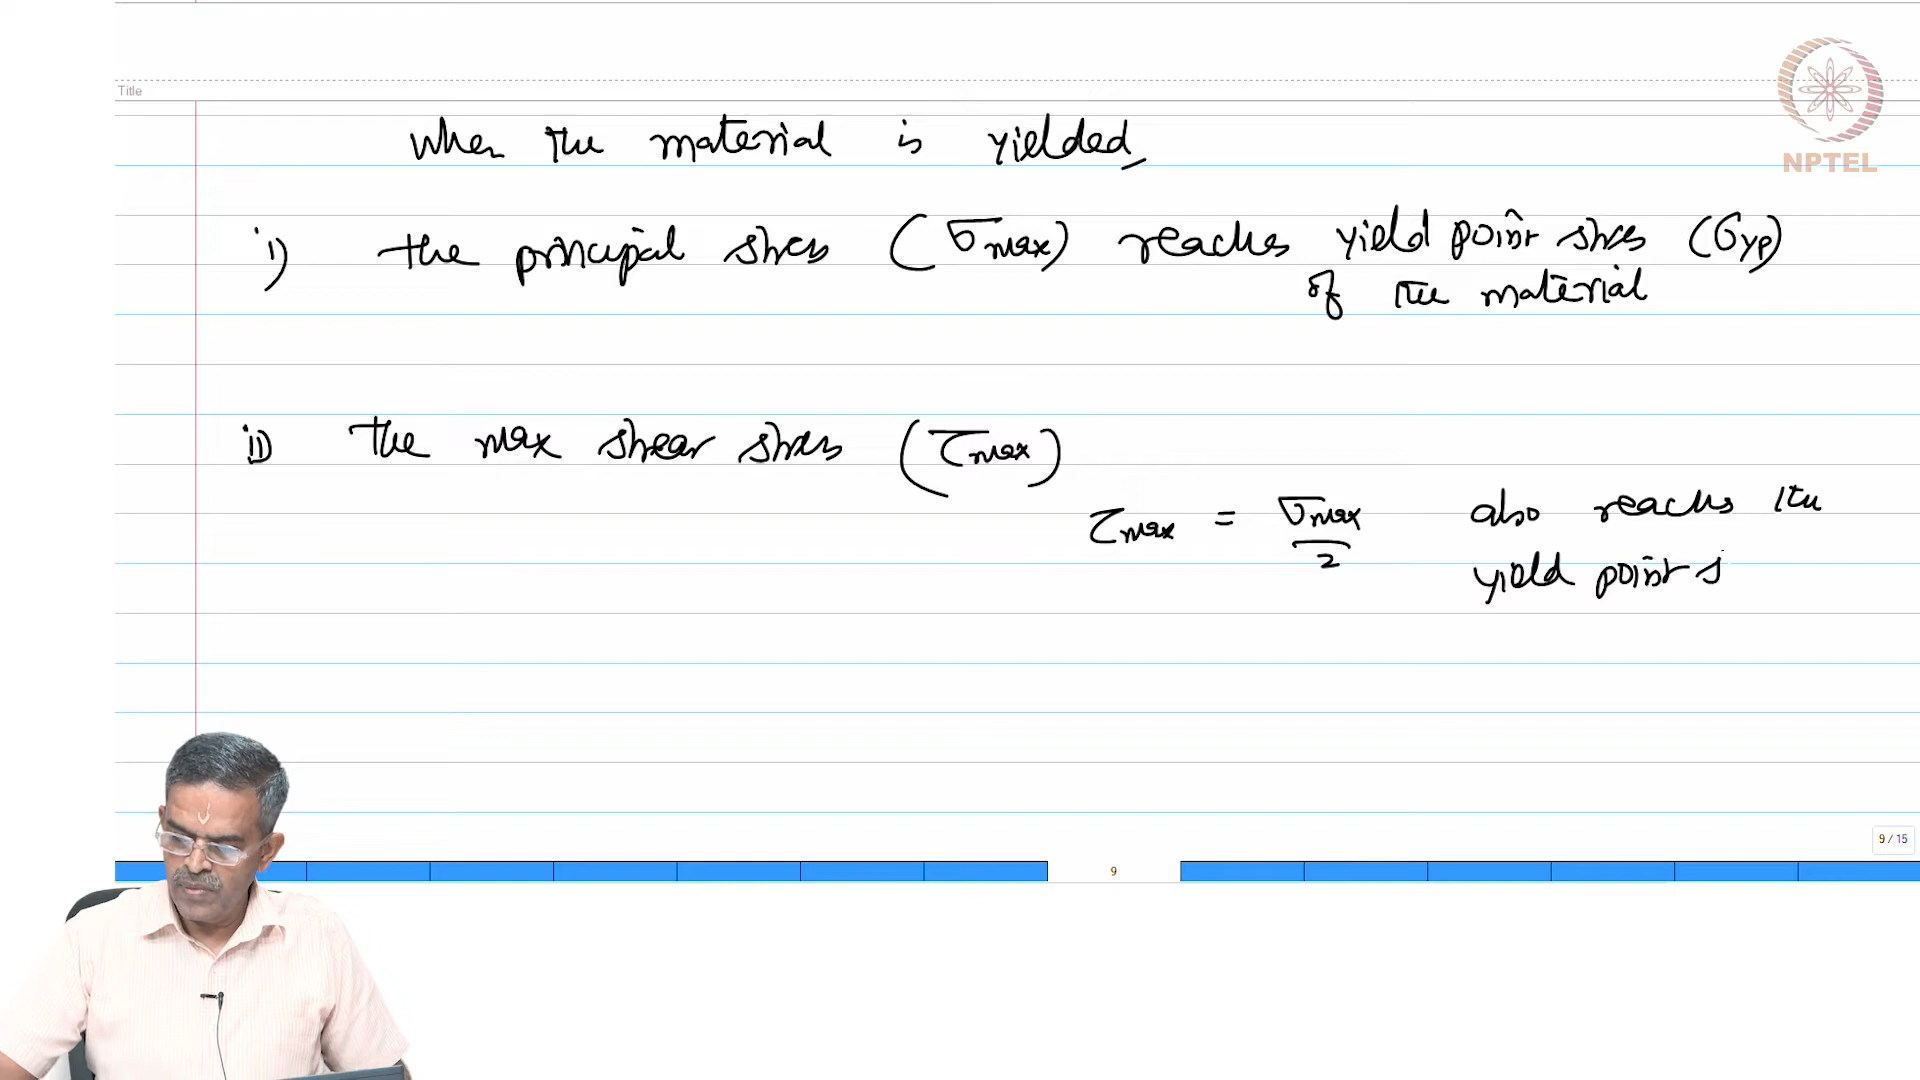 Title
NPTEL
When the material is yielded,
i) the principal stress (σmax) reaches yield point stress (σyp)
of the material
ii) the max shear stress (τmax)
τmax = σmax/2 also reaches the
yield point s
9 / 15
9